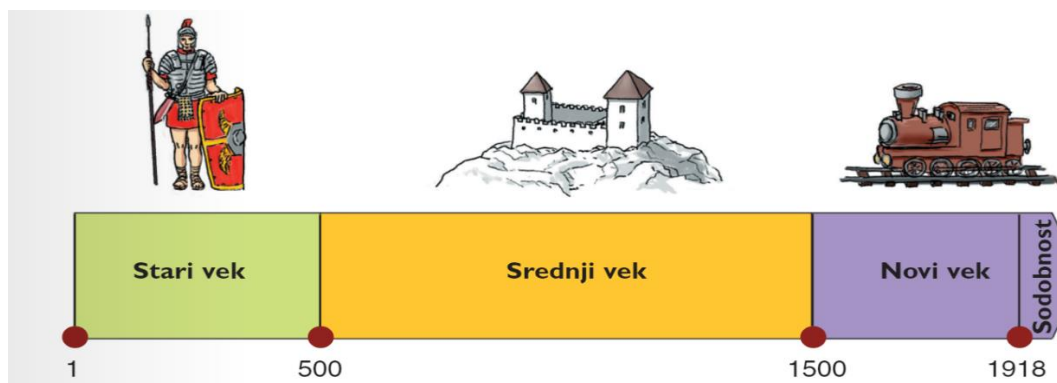 Stari vek
Srednji vek
Novi vek
Sodobnost
1
500
1500
1918